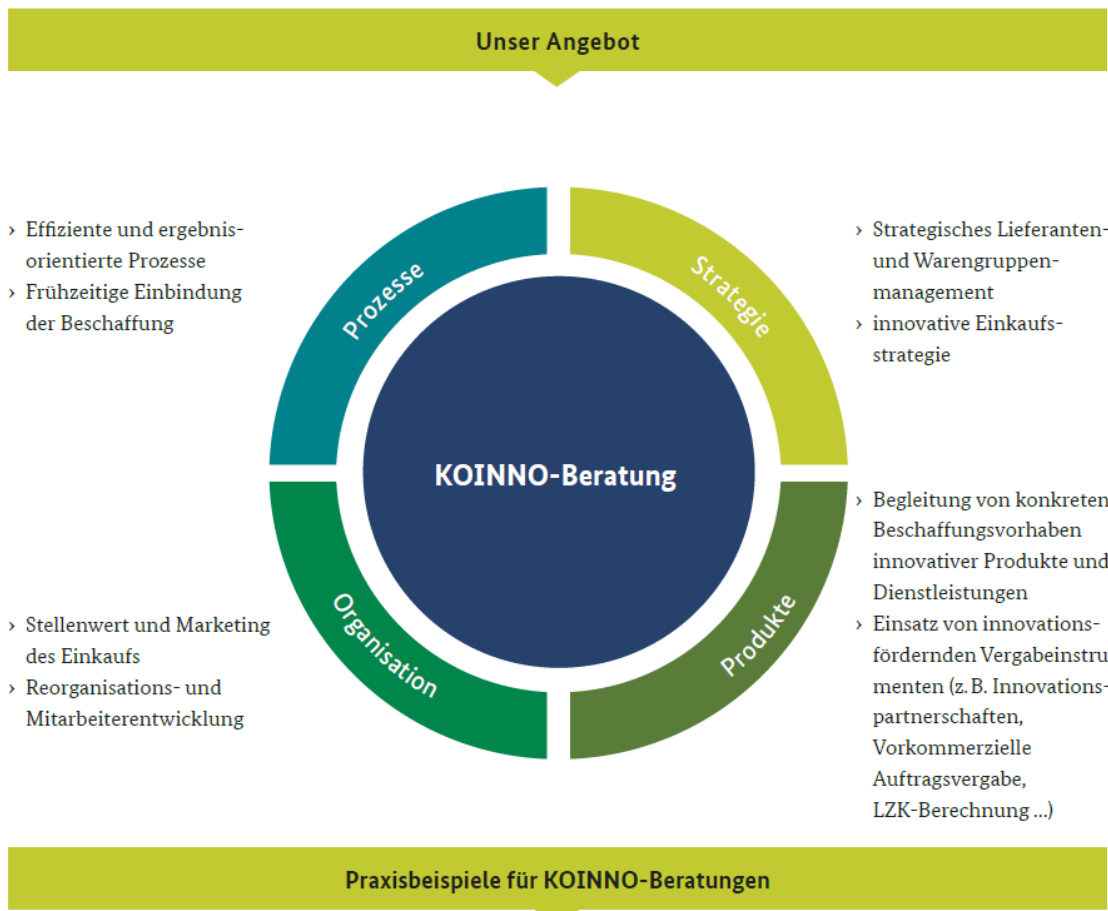 Unser Angebot
› Effiziente und ergebnis-
orientierte Prozesse
› Frühzeitige Einbindung
der Beschaffung
Prozesse
Strategie
› Strategisches Lieferanten-
und Warengruppen-
management
› innovative Einkaufs-
strategie
KOINNO-Beratung
› Stellenwert und Marketing
des Einkaufs
› Reorganisations- und
Mitarbeiterentwicklung
Organisation
Produkte
› Begleitung von konkreten
Beschaffungsvorhaben
innovativer Produkte und
Dienstleistungen
› Einsatz von innovations-
fördernden Vergabeinstru
menten (z. B. Innovations-
partnerschaften,
Vorkommerzielle
Auftragsvergabe,
LZK-Berechnung ...)
Praxisbeispiele für KOINNO-Beratungen